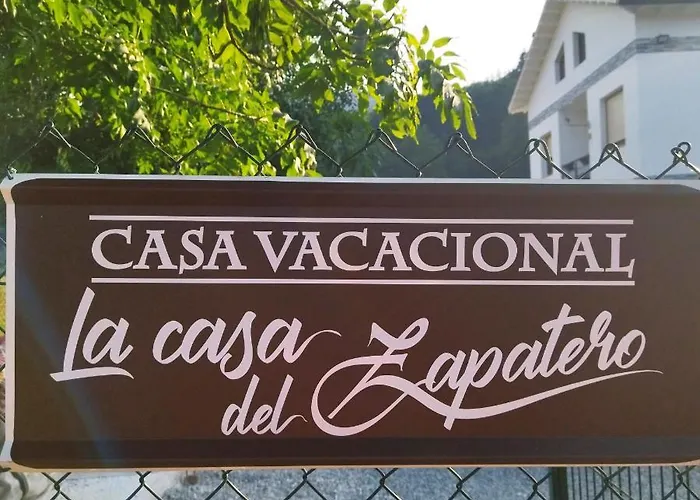 CASA VACACIONAL
La casa
del Zapatero